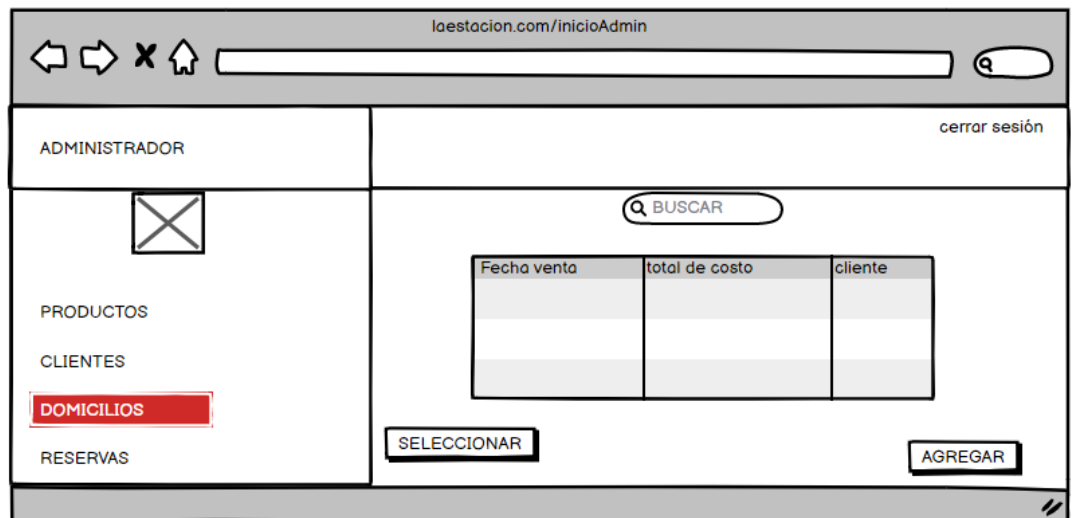 laestacion.com/inicioAdmin
ADMINISTRADOR
cerrar sesión
BUSCAR
Fecha venta total de costo cliente
PRODUCTOS
CLIENTES
DOMICILIOS
RESERVAS
SELECCIONAR
AGREGAR